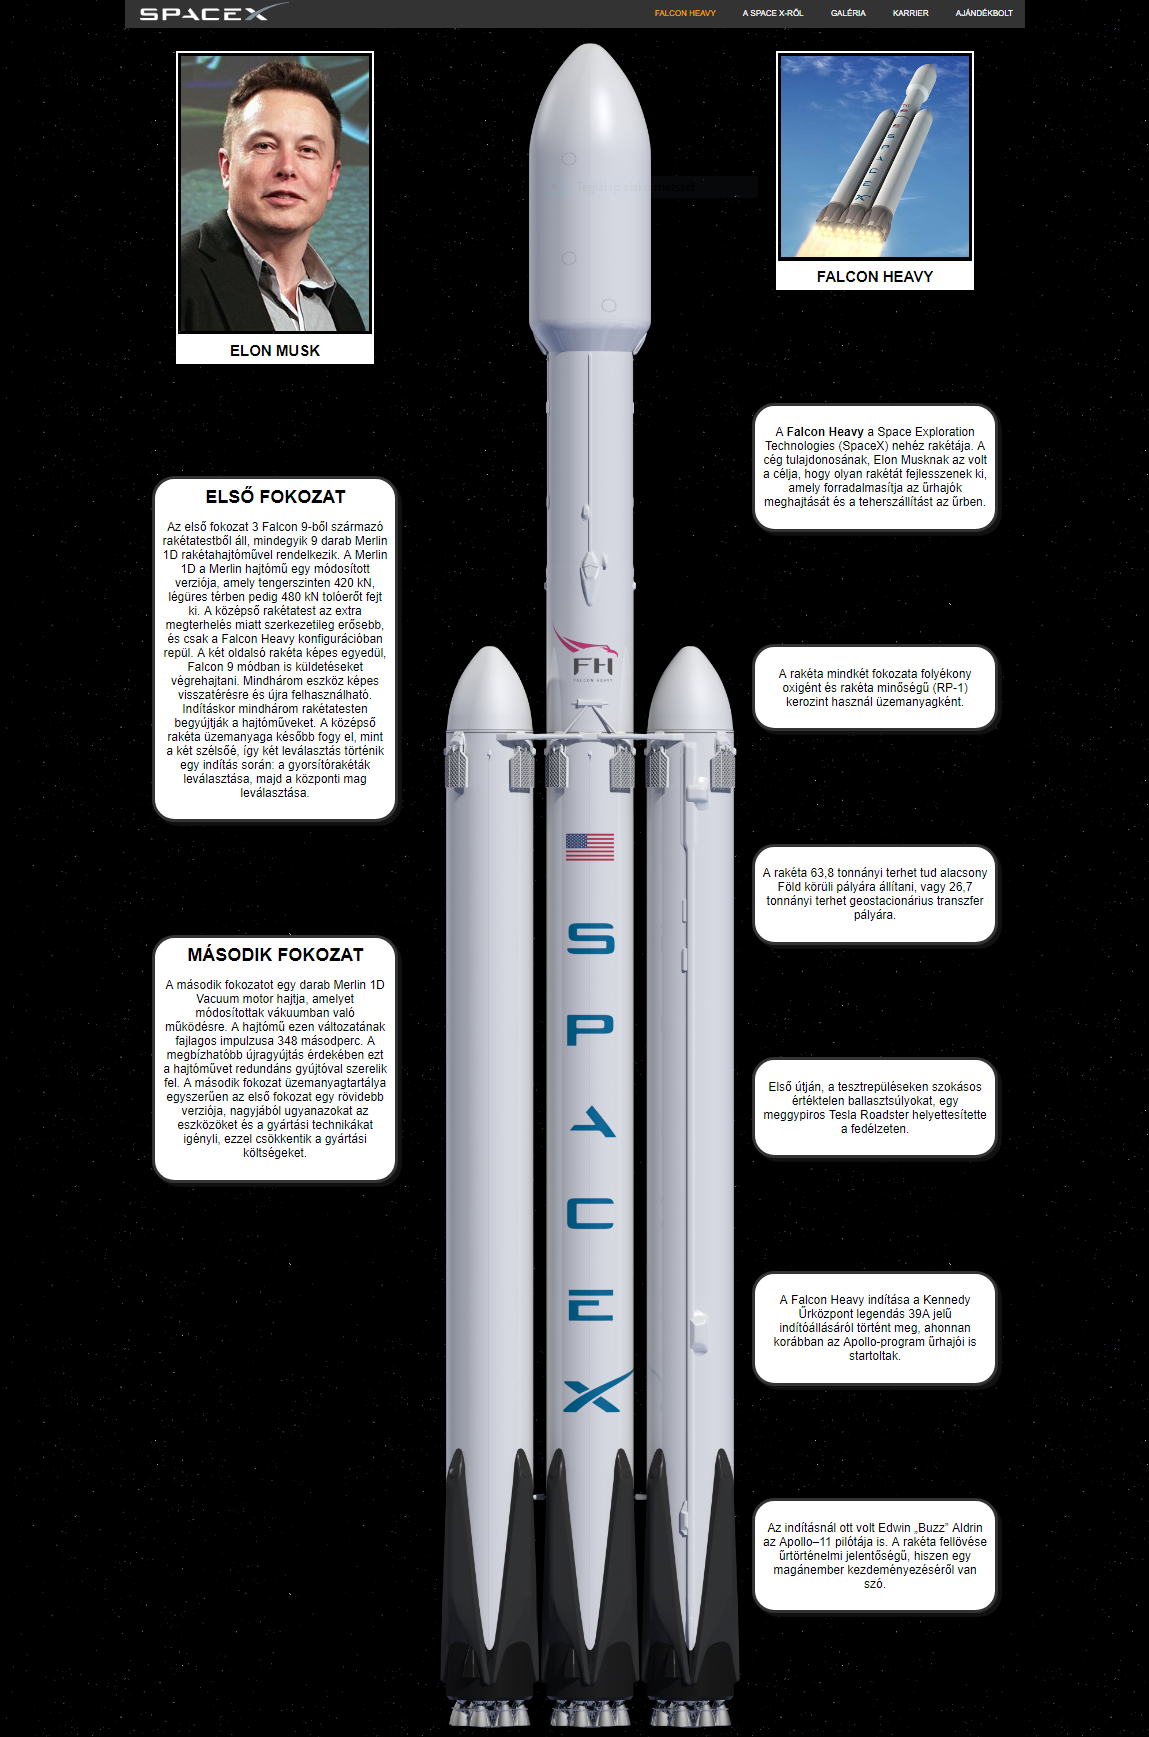 SPACEX
FALCON HEAVY
A SPACE X-RŐL
GALÉRIA
KARRIER
AJÁNDÉKBOLT
ELON MUSK
FALCON HEAVY
ELSŐ FOKOZAT
Az első fokozat 3 Falcon 9-ből származó
rakétatestből áll, mindegyik 9 darab Merlin
1D rakétahajtóművel rendelkezik. A Merlin
1D a Merlin hajtómű egy módosított
verziója, amely tengerszinten 420 kN,
légüres térben pedig 480 kN tolóerőt fejt
ki. A középső rakétatest az extra
megterhelés miatt szerkezetileg erősebb,
és csak a Falcon Heavy konfigurációban
repül. A két oldalsó rakéta képes egyedül,
Falcon 9 módban is küldetéseket
végrehajtani. Mindhárom eszköz képes
visszatérésre és újra felhasználható.
Indításkor mindhárom rakétatesten
begyújtják a hajtóműveket. A középső
rakéta üzemanyaga később fogy el, mint
a két szélsőé, így két leválasztás történik
egy indítás során: a gyorsítórakéták
leválasztása, majd a központi mag
leválasztása.
MÁSODIK FOKOZAT
A második fokozatot egy darab Merlin 1D
Vacuum motor hajtja, amelyet
módosítottak vákuumban való
működésre. A hajtómű ezen változatának
fajlagos impulzusa 348 másodperc. A
megbízhatóbb újragyújtás érdekében ezt
a hajtóművet redundáns gyújtóval szerelik
fel. A második fokozat üzemanyagtartálya
egyszerűen az első fokozat egy rövidebb
verziója, nagyjából ugyanazokat az
eszközöket és a gyártási technikákat
igényli, ezzel csökkentik a gyártási
költségeket.
FH
FALCON HEAVY
S
P
A
C
E
X
A Falcon Heavy a Space Exploration
Technologies (SpaceX) nehéz rakétája. A
cég tulajdonosának, Elon Musknak az volt
a célja, hogy olyan rakétát fejlesszenek ki,
amely forradalmasítja az űrhajók
meghajtását és a teherszállítást az űrben.
A rakéta mindkét fokozata folyékony
oxigént és rakéta minőségű (RP-1)
kerozint használ üzemanyagként.
A rakéta 63,8 tonnányi terhet tud alacsony
Föld körüli pályára állítani, vagy 26,7
tonnányi terhet geostacionárius transzfer
pályára.
Első útján, a tesztrepüléseken szokásos
értéktelen ballasztsúlyokat, egy
meggypiros Tesla Roadster helyettesítette
a fedélzeten.
A Falcon Heavy indítása a Kennedy
Űrközpont legendás 39A jelű
indítóállásáról történt meg, ahonnan
korábban az Apollo-program űrhajói is
startoltak.
Az indításnál ott volt Edwin „Buzz” Aldrin
az Apollo–11 pilótája is. A rakéta fellövése
űrtörténelmi jelentőségű, hiszen egy
magánember kezdeményezéséről van
szó.